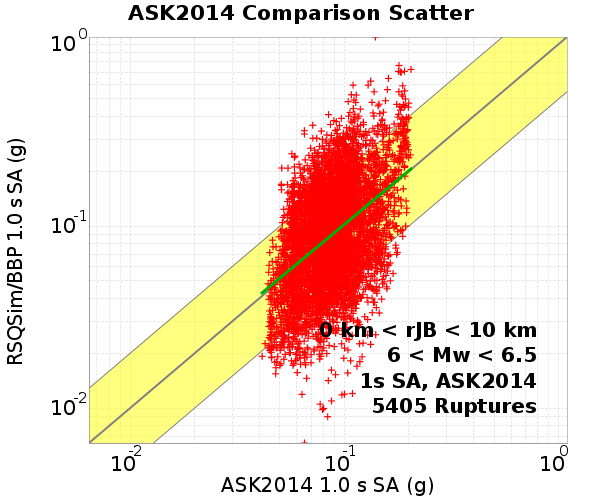 ASK2014 Comparison Scatter
RSQSim/BBP 1.0 s SA (g)
10^0
10^-1
10^-2
0 km < rJB < 10 km
6 < Mw < 6.5
1s SA, ASK2014
5405 Ruptures
10^-2 10^-1 10^0
ASK2014 1.0 s SA (g)